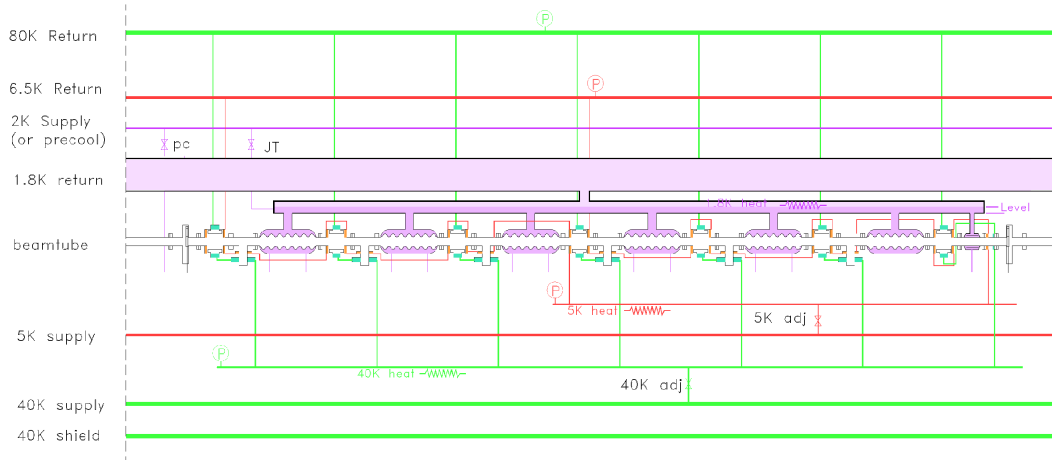 P
80K Return
6.5K Return
P
2K Supply
(or precool)
pc
JT
1.8K return
1.8K heat
Level
beamtube
P
5K heat
5K adj
5K supply
P
40K heat
40K adj
40K supply
40K shield